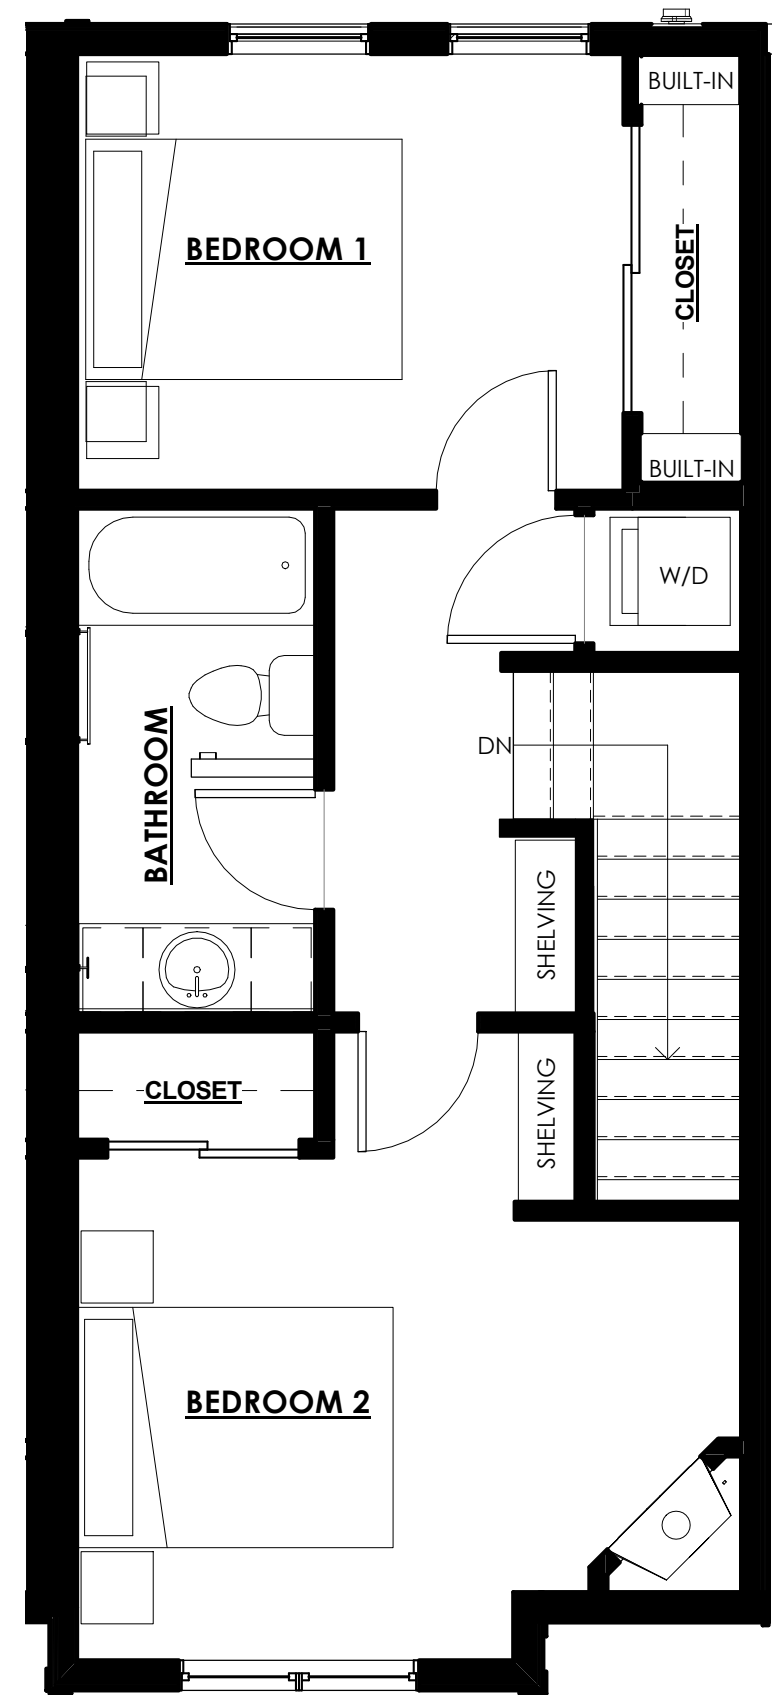 BUILT-IN
BEDROOM 1
CLOSET
BUILT-IN
W/D
BATHROOM
DN
SHELVING
CLOSET
SHELVING
BEDROOM 2